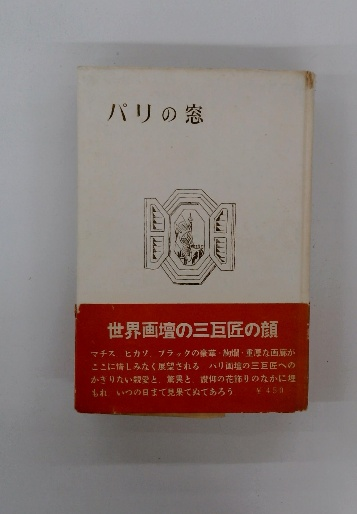 パリの窓
世界画壇の三巨匠の顔
マチス ピカソ ブラックの豪華・絢爛・重厚な画廊が
ここに惜しみなく展望される パリ画壇の三巨匠への
かぎりない親愛と 驚異と 讃仰の花飾りのなかに埋
もれ いつの日まで見果てぬであろう ￥450